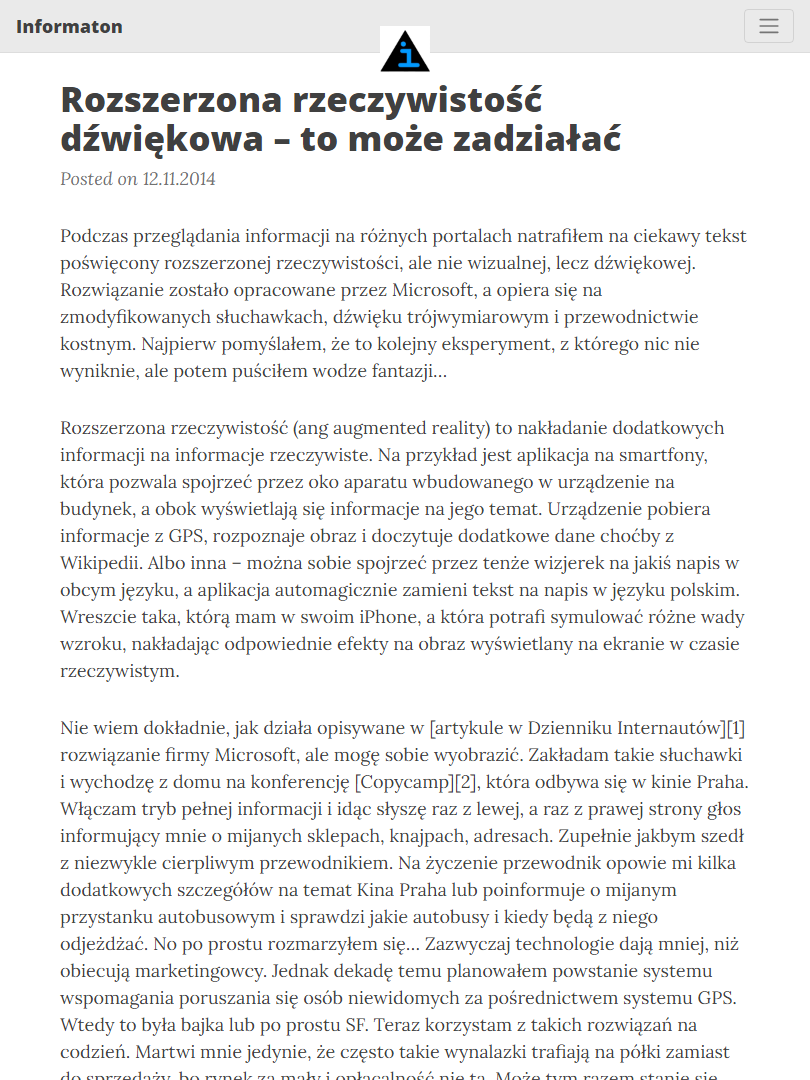 Informaton
i
Rozszerzona rzeczywistość
dźwiękowa – to może zadziałać
Posted on 12.11.2014
Podczas przeglądania informacji na różnych portalach natrafiłem na ciekawy tekst
poświęcony rozszerzonej rzeczywistości, ale nie wizualnej, lecz dźwiękowej.
Rozwiązanie zostało opracowane przez Microsoft, a opiera się na
zmodyfikowanych słuchawkach, dźwięku trójwymiarowym i przewodnictwie
kostnym. Najpierw pomyślałem, że to kolejny eksperyment, z którego nic nie
wyniknie, ale potem puściłem wodze fantazji…
Rozszerzona rzeczywistość (ang augmented reality) to nakładanie dodatkowych
informacji na informacje rzeczywiste. Na przykład jest aplikacja na smartfony,
która pozwala spojrzeć przez oko aparatu wbudowanego w urządzenie na
budynek, a obok wyświetlają się informacje na jego temat. Urządzenie pobiera
informacje z GPS, rozpoznaje obraz i doczytuje dodatkowe dane choćby z
Wikipedii. Albo inna – można sobie spojrzeć przez tenże wizjerek na jakiś napis w
obcym języku, a aplikacja automagicznie zamieni tekst na napis w języku polskim.
Wreszcie taka, którą mam w swoim iPhone, a która potrafi symulować różne wady
wzroku, nakładając odpowiednie efekty na obraz wyświetlany na ekranie w czasie
rzeczywistym.
Nie wiem dokładnie, jak działa opisywane w [artykule w Dzienniku Internautów][1]
rozwiązanie firmy Microsoft, ale mogę sobie wyobrazić. Zakładam takie słuchawki
i wychodzę z domu na konferencję [Copycamp][2], która odbywa się w kinie Praha.
Włączam tryb pełnej informacji i idąc słyszę raz z lewej, a raz z prawej strony głos
informujący mnie o mijanych sklepach, knajpach, adresach. Zupełnie jakbym szedł
z niezwykle cierpliwym przewodnikiem. Na życzenie przewodnik opowie mi kilka
dodatkowych szczegółów na temat Kina Praha lub poinformuje o mijanym
przystanku autobusowym i sprawdzi jakie autobusy i kiedy będą z niego
odjeżdżać. No po prostu rozmarzyłem się… Zazwyczaj technologie dają mniej, niż
obiecują marketingowcy. Jednak dekadę temu planowałem powstanie systemu
wspomagania poruszania się osób niewidomych za pośrednictwem systemu GPS.
Wtedy to była bajka lub po prostu SF. Teraz korzystam z takich rozwiązań na
codzień. Martwi mnie jedynie, że często takie wynalazki trafiają na półki zamiast
do sprzedaży, bo rynek za mały i opłacalność nie ta. Może tym razem stanie się